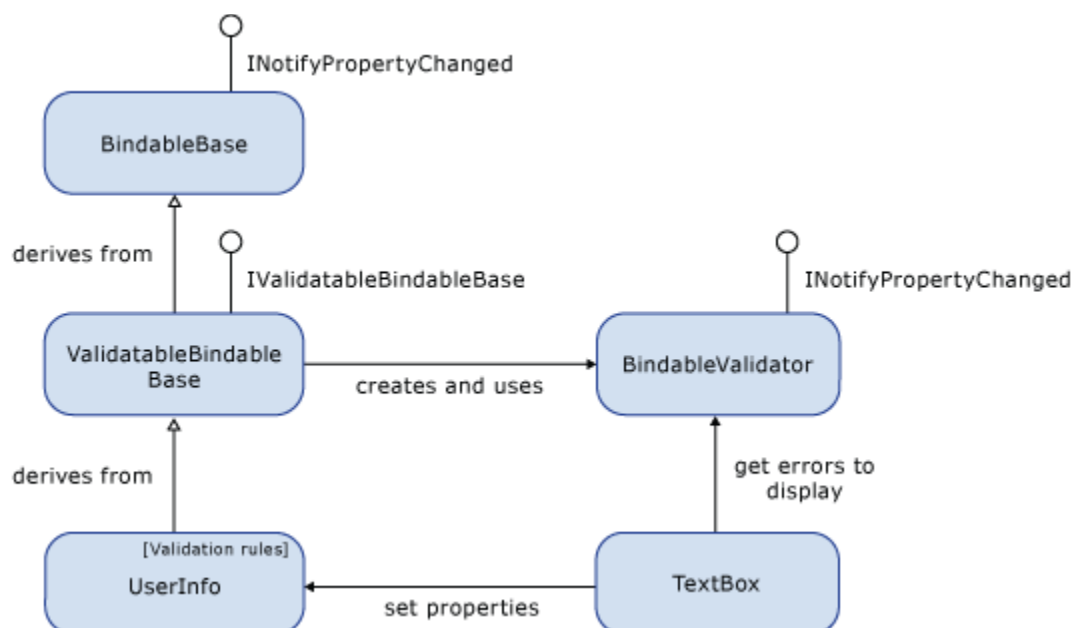 INotifyPropertyChanged
BindableBase
derives from
IValidatableBindableBase
INotifyPropertyChanged
ValidatableBindable
Base
creates and uses
BindableValidator
derives from
get errors to
display
[Validation rules]
UserInfo
set properties
TextBox